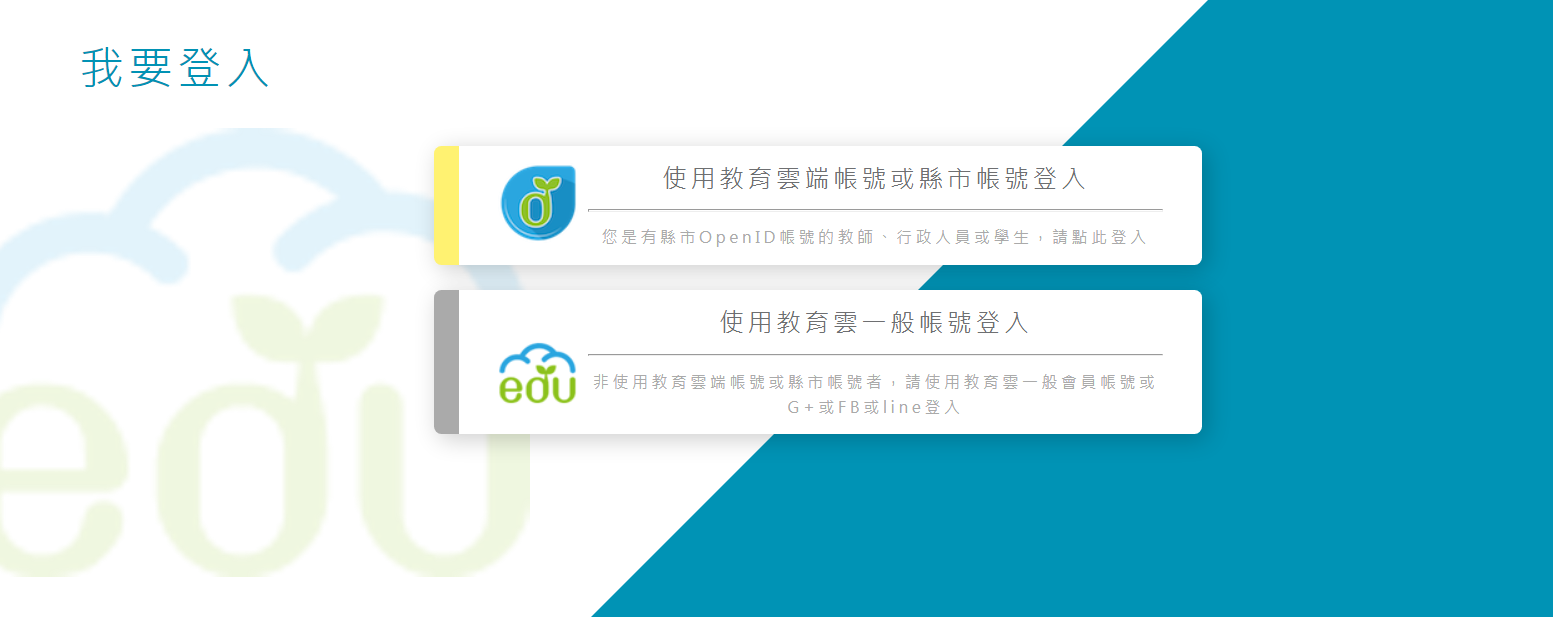 我要登入
使用教育雲端帳號或縣市帳號登入
您是有縣市OpenID帳號的教師、行政人員或學生，請點此登入
使用教育雲一般帳號登入
edu
非使用教育雲端帳號或縣市帳號者，請使用教育雲一般會員帳號或
G+或FB或line登入
edu